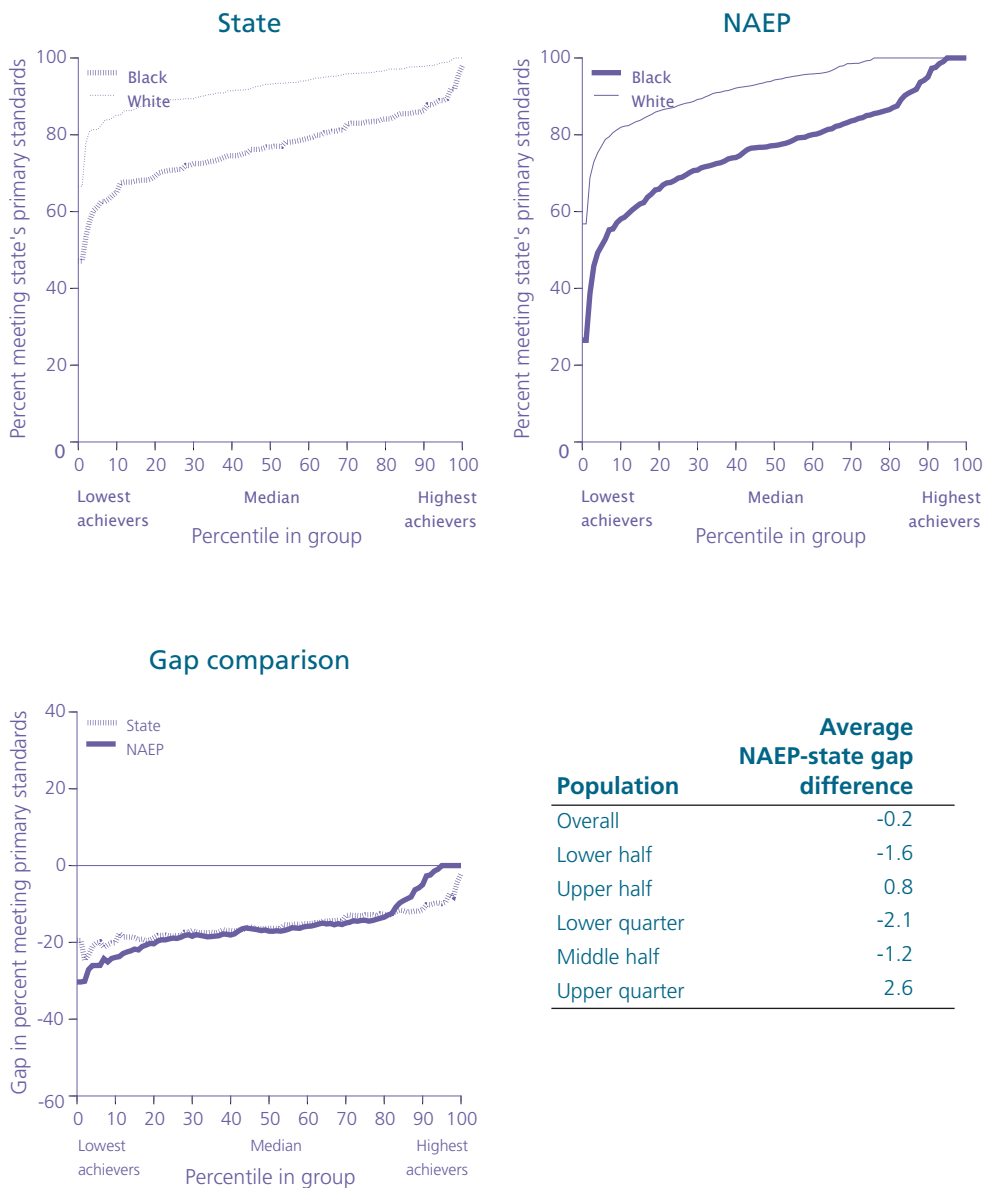 State
Percent meeting state's primary standards
100
80
60
40
20
0
Black
White
0 10 20 30 40 50 60 70 80 90 100
Lowest achievers
Median
Highest achievers
Percentile in group
NAEP
Percent meeting state's primary standards
100
80
60
40
20
0
Black
White
0 10 20 30 40 50 60 70 80 90 100
Lowest achievers
Median
Highest achievers
Percentile in group
Gap comparison
Gap in percent meeting primary standards
40
20
0
-20
-40
-60
State
NAEP
0 10 20 30 40 50 60 70 80 90 100
Lowest achievers
Median
Highest achievers
Percentile in group
Average
NAEP-state gap
Population difference
Overall -0.2
Lower half -1.6
Upper half 0.8
Lower quarter -2.1
Middle half -1.2
Upper quarter 2.6